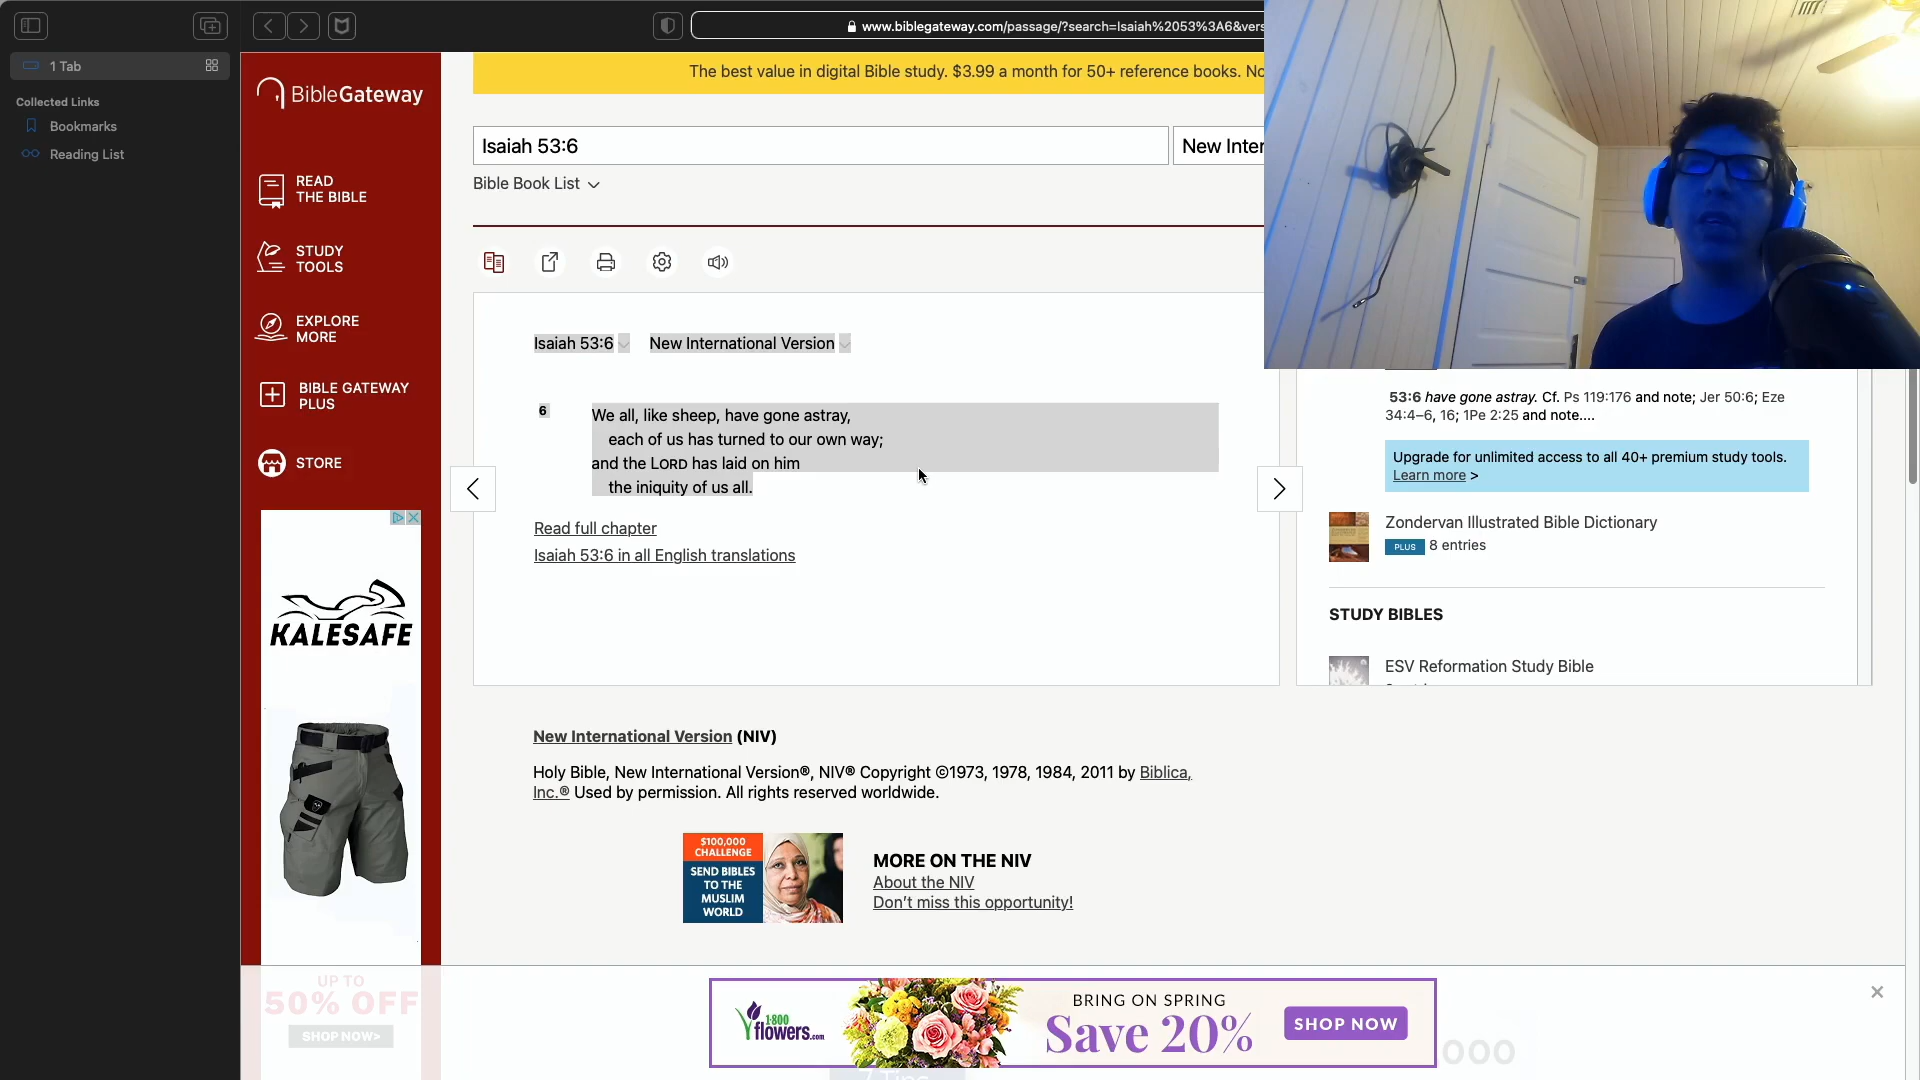 1 Tab
Collected Links
Bookmarks
Reading List
www.biblegateway.com/passage/?search=Isaiah%2053%3A6&vers
BibleGateway
READ
THE BIBLE
STUDY
TOOLS
EXPLORE
MORE
BIBLE GATEWAY
PLUS
STORE
KALESAFE
UP TO
50% OFF
SHOP NOW>
The best value in digital Bible study. $3.99 a month for 50+ reference books. No
Isaiah 53:6
New Inter
Bible Book List
Isaiah 53:6 New International Version
6 We all, like sheep, have gone astray,
each of us has turned to our own way;
and the LORD has laid on him
the iniquity of us all.
Read full chapter
Isaiah 53:6 in all English translations
53:6 have gone astray. Cf. Ps 119:176 and note; Jer 50:6; Eze
34:4–6, 16; 1Pe 2:25 and note....
Upgrade for unlimited access to all 40+ premium study tools.
Learn more >
Zondervan Illustrated Bible Dictionary
PLUS 8 entries
STUDY BIBLES
ESV Reformation Study Bible
New International Version (NIV)
Holy Bible, New International Version®, NIV® Copyright ©1973, 1978, 1984, 2011 by Biblica,
Inc.® Used by permission. All rights reserved worldwide.
$100,000
CHALLENGE
SEND BIBLES
TO THE
MUSLIM
WORLD
MORE ON THE NIV
About the NIV
Don't miss this opportunity!
1·800
flowers.com
BRING ON SPRING
Save 20%
SHOP NOW